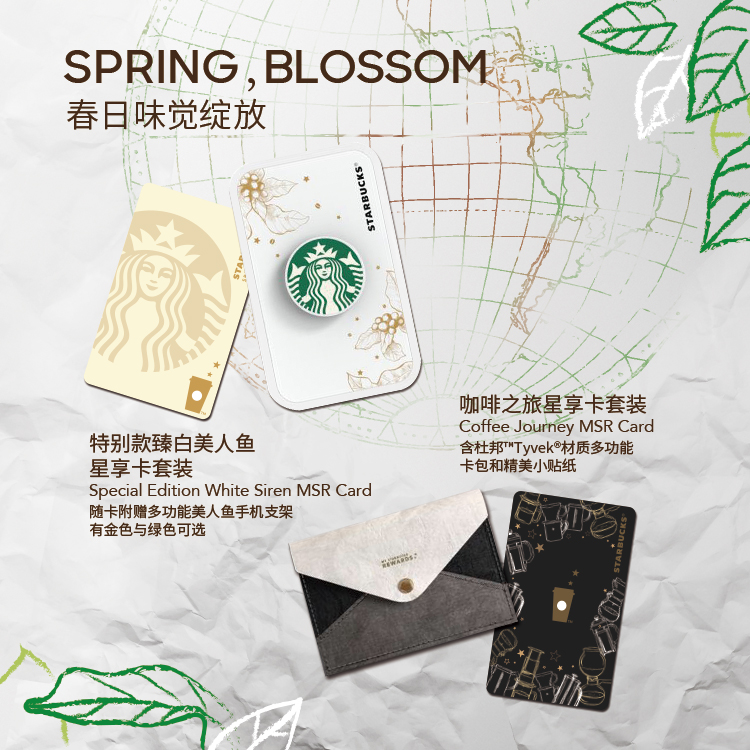 SPRING, BLOSSOM
春日味觉绽放
STARBUCKS®
STAR
咖啡之旅星享卡套装
Coffee Journey MSR Card
含杜邦™Tyvek®材质多功能
卡包和精美小贴纸
特别款臻白美人鱼
星享卡套装
Special Edition White Siren MSR Card
随卡附赠多功能美人鱼手机支架
有金色与绿色可选
MY STARBUCKS
REWARDS
STARBUCKS